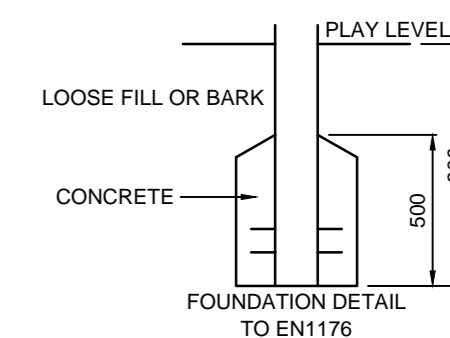 PLAY LEVEL
LOOSE FILL OR BARK
CONCRETE
500
FOUNDATION DETAIL
TO EN1176